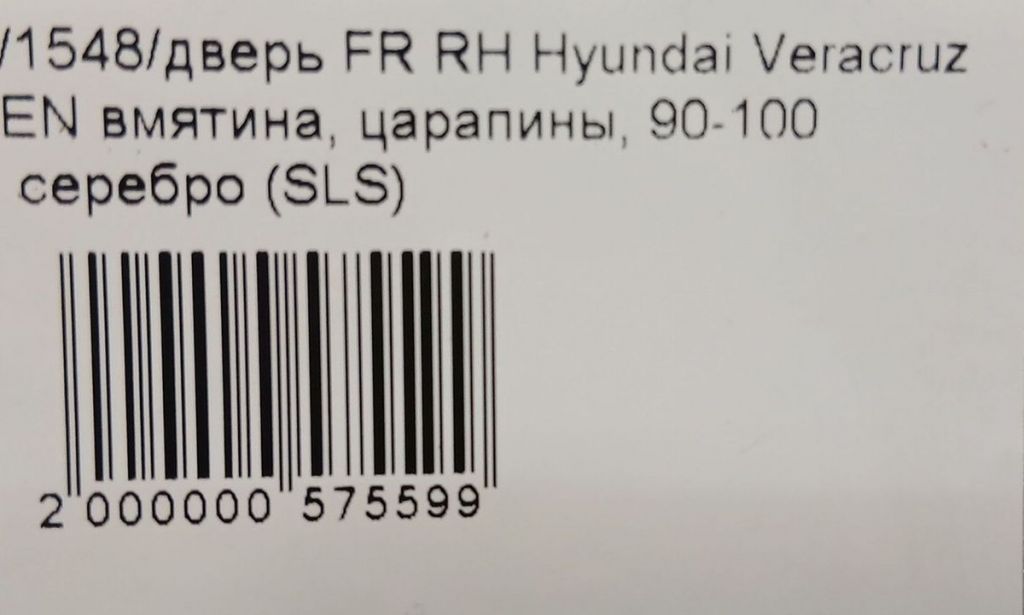 /1548/дверь FR RH Hyundai Veracruz
EN вмятина, царапины, 90-100
серебро (SLS)
2 000000 575599